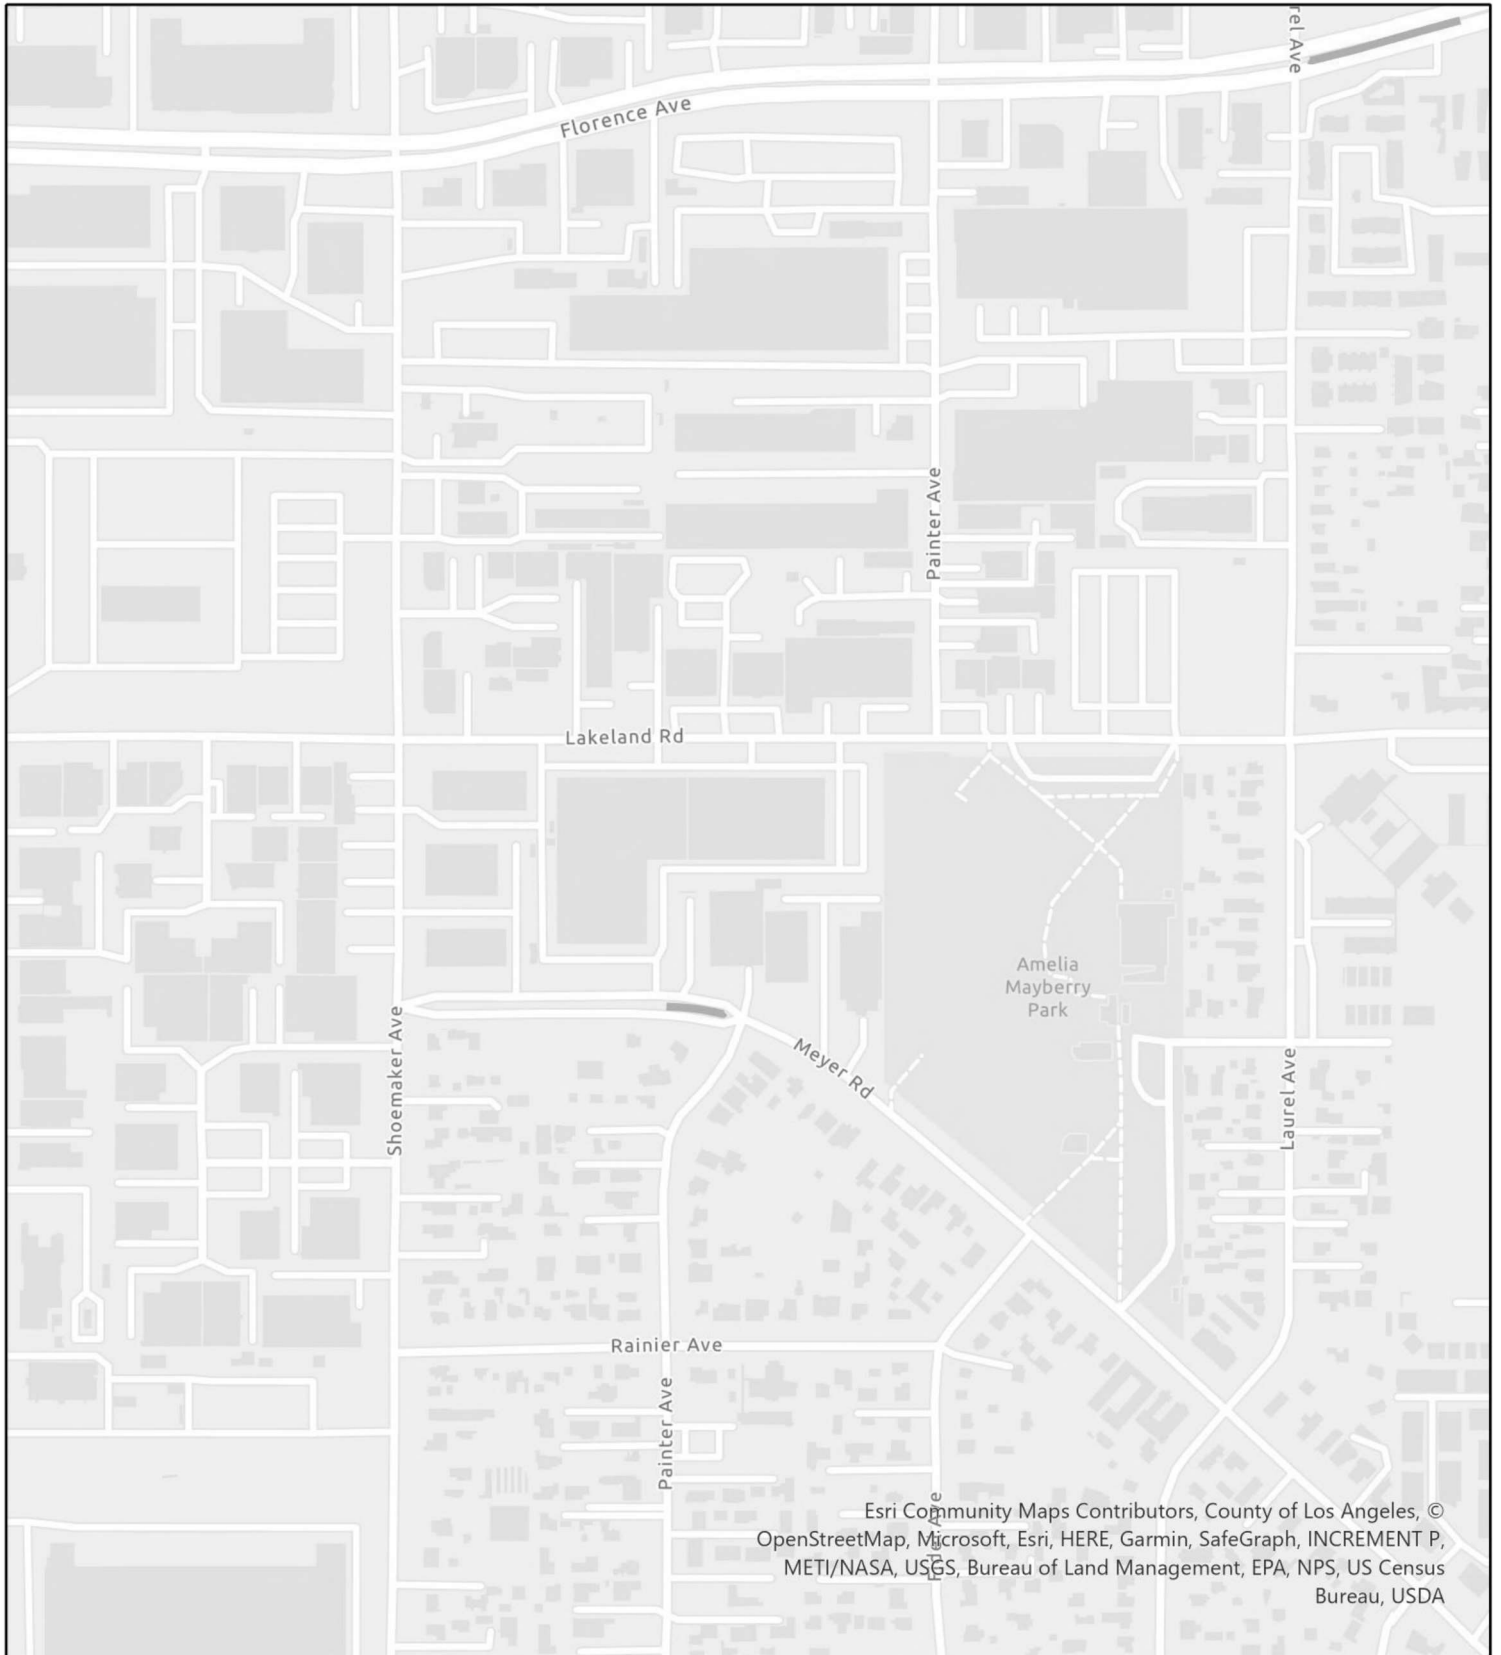 rel Ave
Florence Ave
Painter Ave
Lakeland Rd
Amelia
Mayberry
Park
Shoemaker Ave
Meyer Rd
Laurel Ave
Rainier Ave
Painter Ave
Esri Community Maps Contributors, County of Los Angeles, ©
OpenStreetMap, Microsoft, Esri, HERE, Garmin, SafeGraph, INCREMENT P,
METI/NASA, USGS, Bureau of Land Management, EPA, NPS, US Census
Bureau, USDA